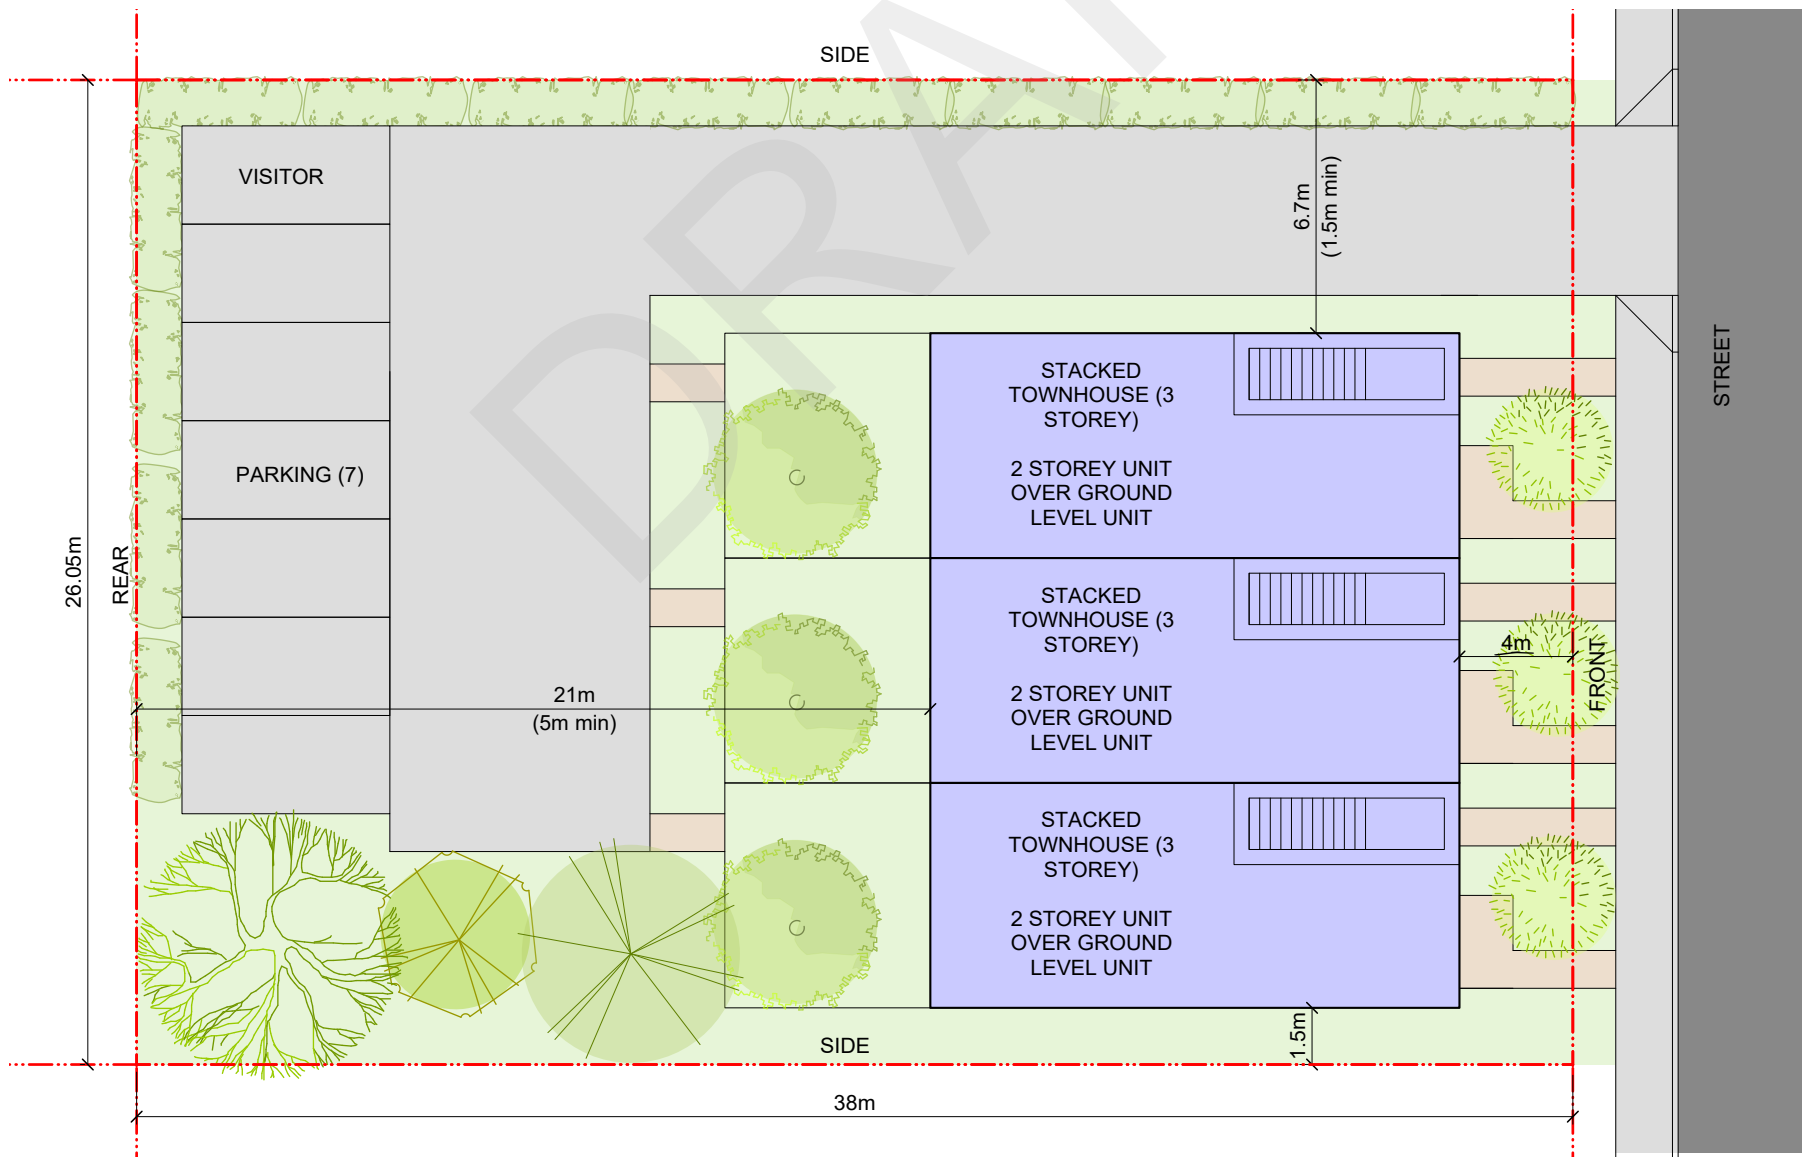 SIDE
DRA
VISITOR
6.7m
(1.5m min)
STREET
STACKED
TOWNHOUSE (3
STOREY)
2 STOREY UNIT
OVER GROUND
LEVEL UNIT
PARKING (7)
26.05m
REAR
STACKED
TOWNHOUSE (3
STOREY)
2 STOREY UNIT
OVER GROUND
LEVEL UNIT
4m
FRONT
21m
(5m min)
STACKED
TOWNHOUSE (3
STOREY)
2 STOREY UNIT
OVER GROUND
LEVEL UNIT
1.5m
SIDE
38m